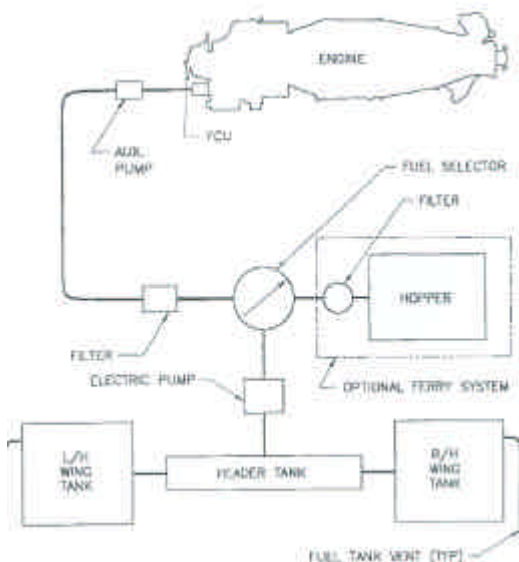 ENGINE
FCU
AUX.
PUMP
FUEL SELECTOR
FILTER
HOPPER
FILTER
ELECTRIC PUMP
OPTIONAL FERRY SYSTEM
L/H
WING
TANK
HEADER TANK
R/H
WING
TANK
FUEL TANK VENT (TYP)